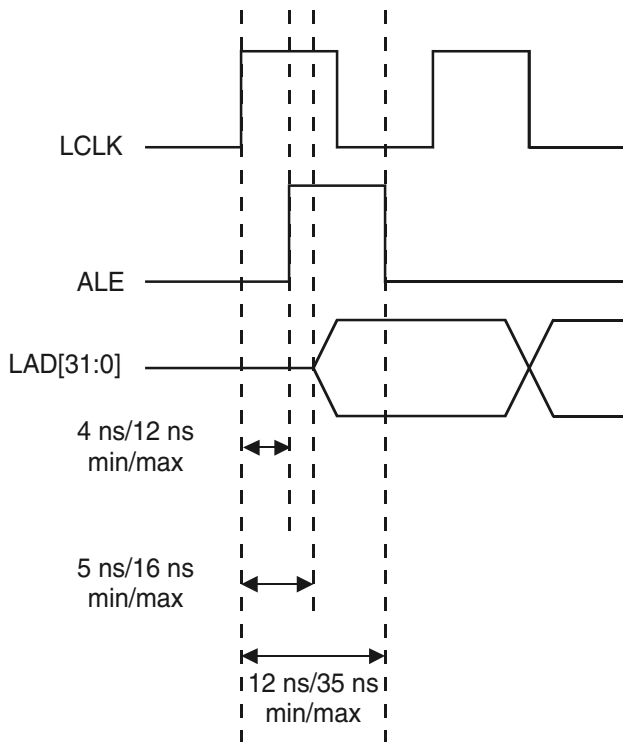 LCLK
ALE
LAD[31:0]
4 ns/12 ns
min/max
5 ns/16 ns
min/max
12 ns/35 ns
min/max